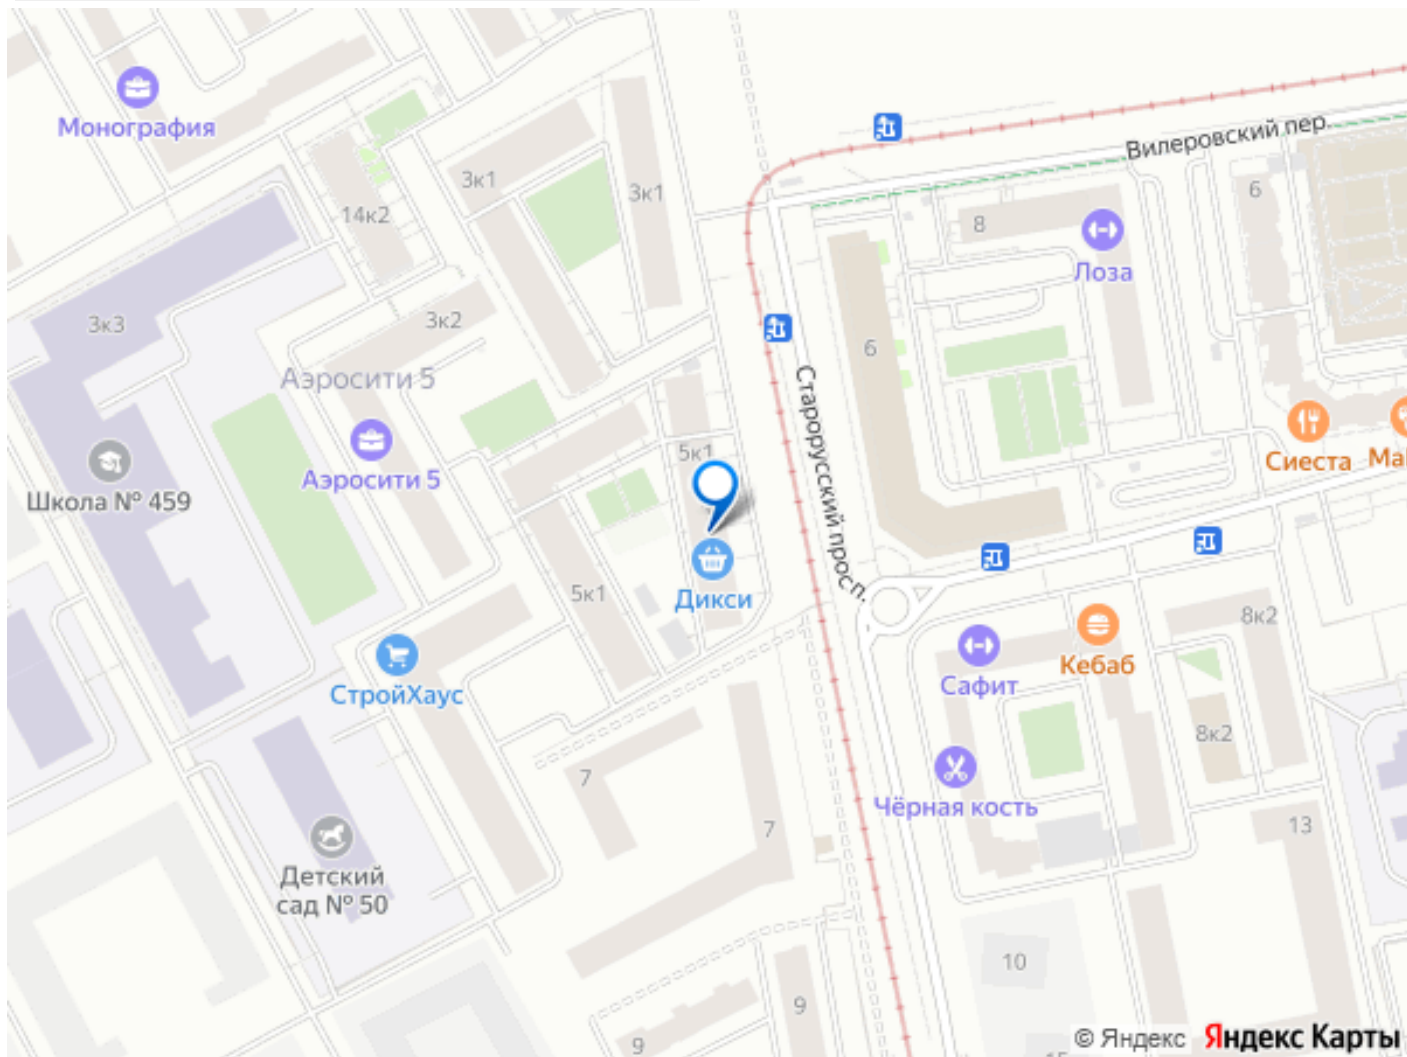 Монография
Вилеровский пер.
3к1
3к1
14к2
6
8
Лоза
3к3
3к2
6
Аэросити 5
Старорусский просп.
Аэросити 5
5к1
Сиеста
Школа № 459
Дикси
5к1
Кебаб
8к2
Сафит
СтройХаус
8к2
7
Чёрная кость
7
13
Детский
сад № 50
10
9
9
© Яндекс Яндекс Карты